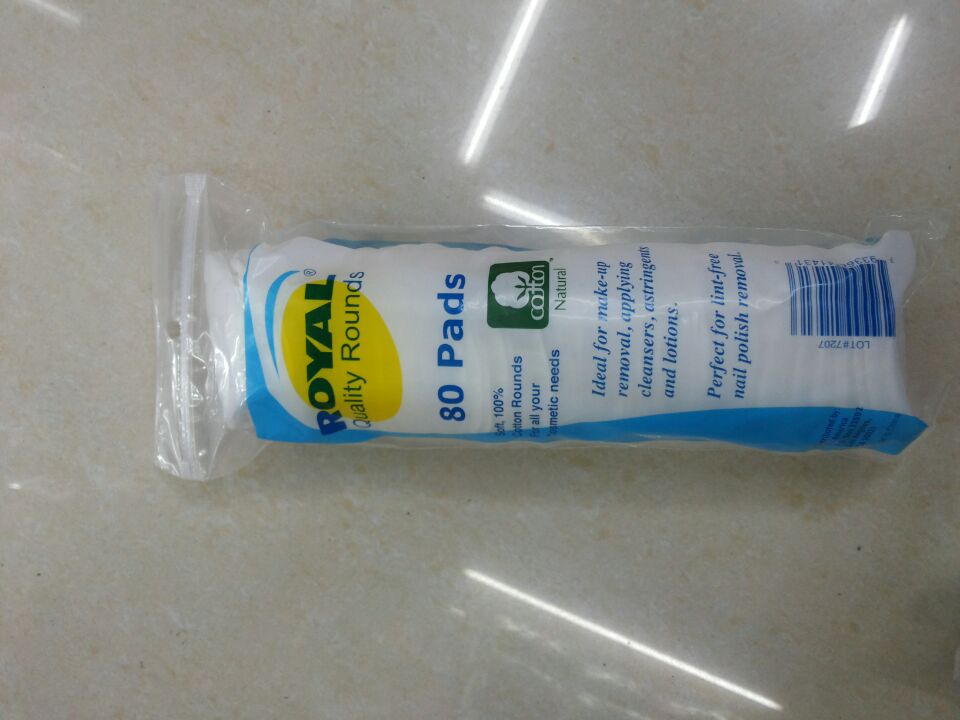 ROYAL®
Quality Rounds
80 Pads
cotton
Natural
Soft, 100%
Cotton Rounds
For all your
cosmetic needs
Ideal for make-up
removal, applying
cleansers, astringents
and lotions.
Perfect for lint-free
nail polish removal.
LOT#7207